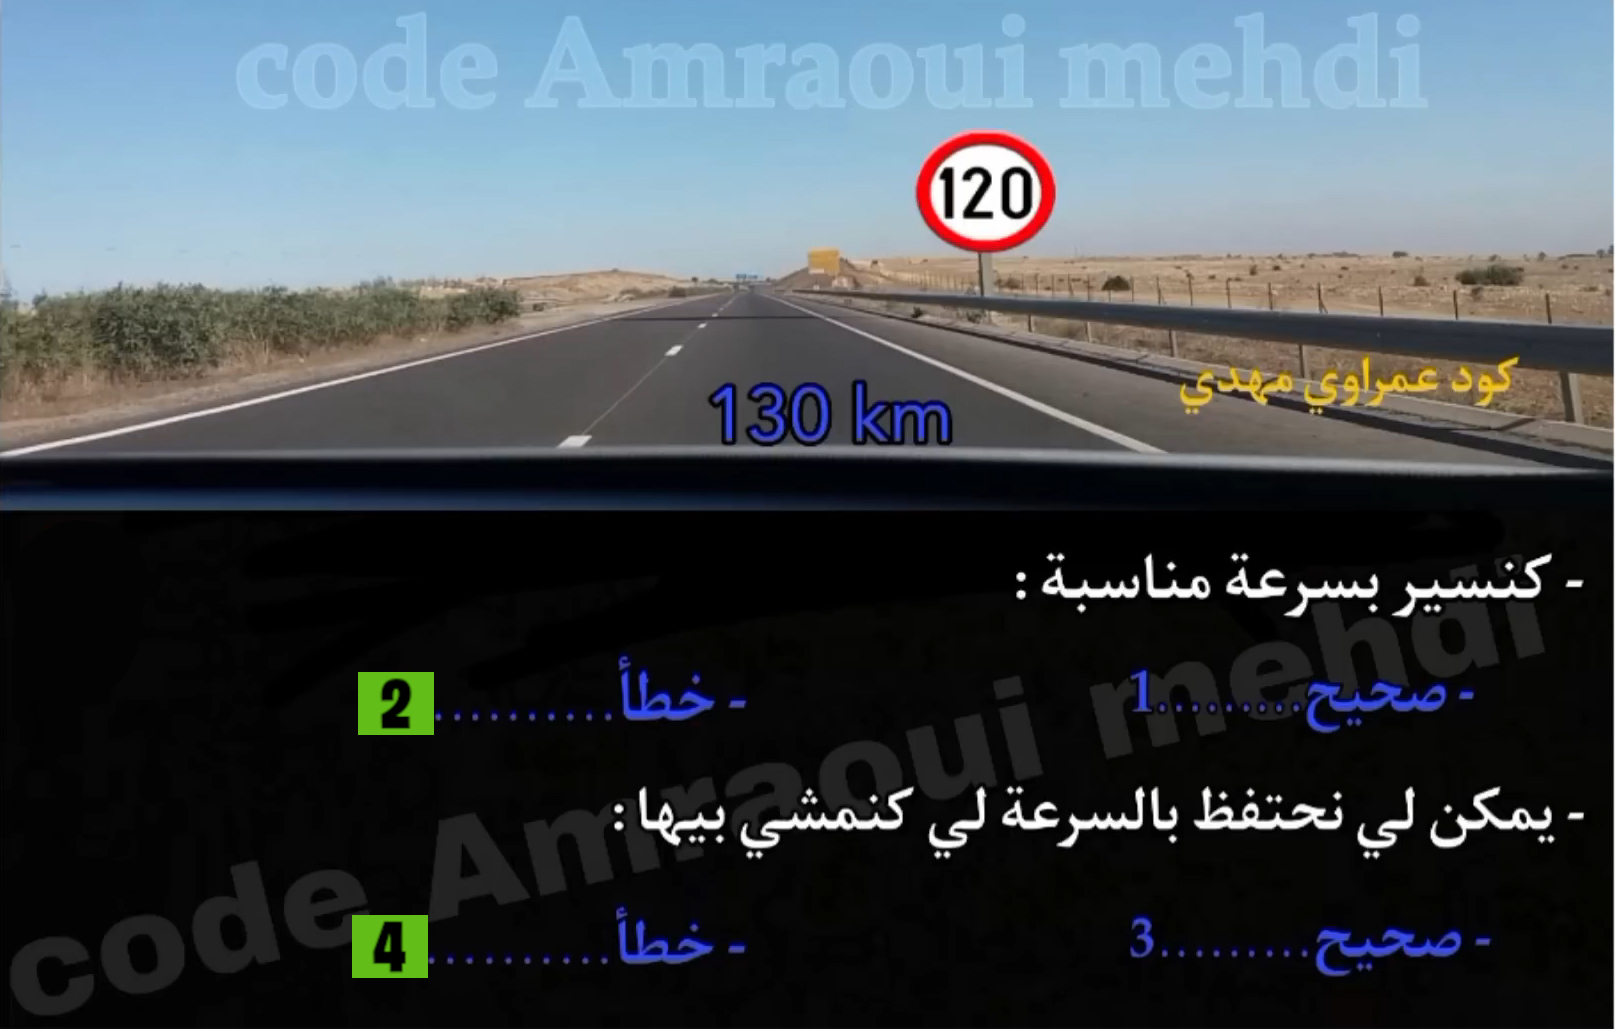 code Amraoui mehdi
120
كود عمراوي مهدي
130 km
- كنسير بسرعة مناسبة :
- صحيح.........1 - خطأ..........2
- يمكن لي نحتفظ بالسرعة لي كنمشي بيها :
- صحيح.........3 - خطأ..........4
code Amraoui mehdi